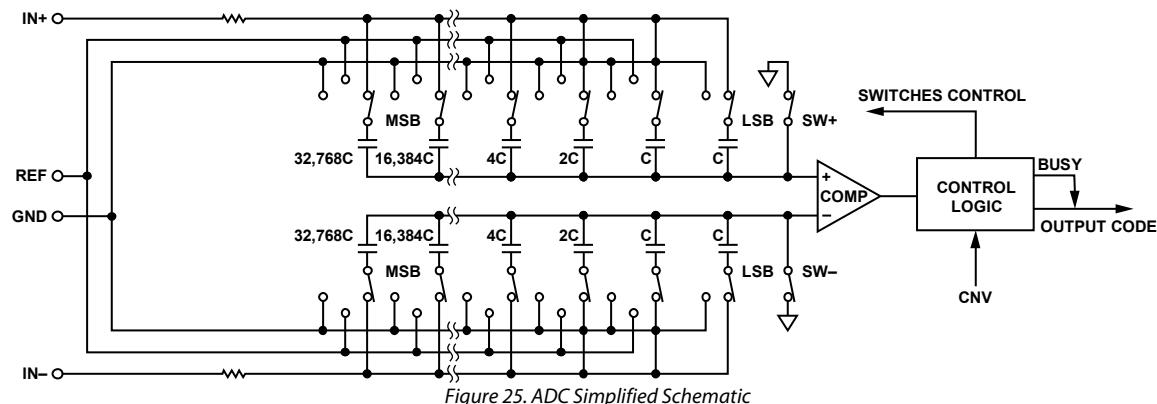 IN+
SWITCHES CONTROL
MSB
LSB SW+
32,768C 16,384C 4C 2C C C
BUSY
REF
+
COMP
CONTROL
LOGIC
GND
–
OUTPUT CODE
32,768C 16,384C 4C 2C C C
MSB
LSB SW–
CNV
IN–
Figure 25. ADC Simplified Schematic